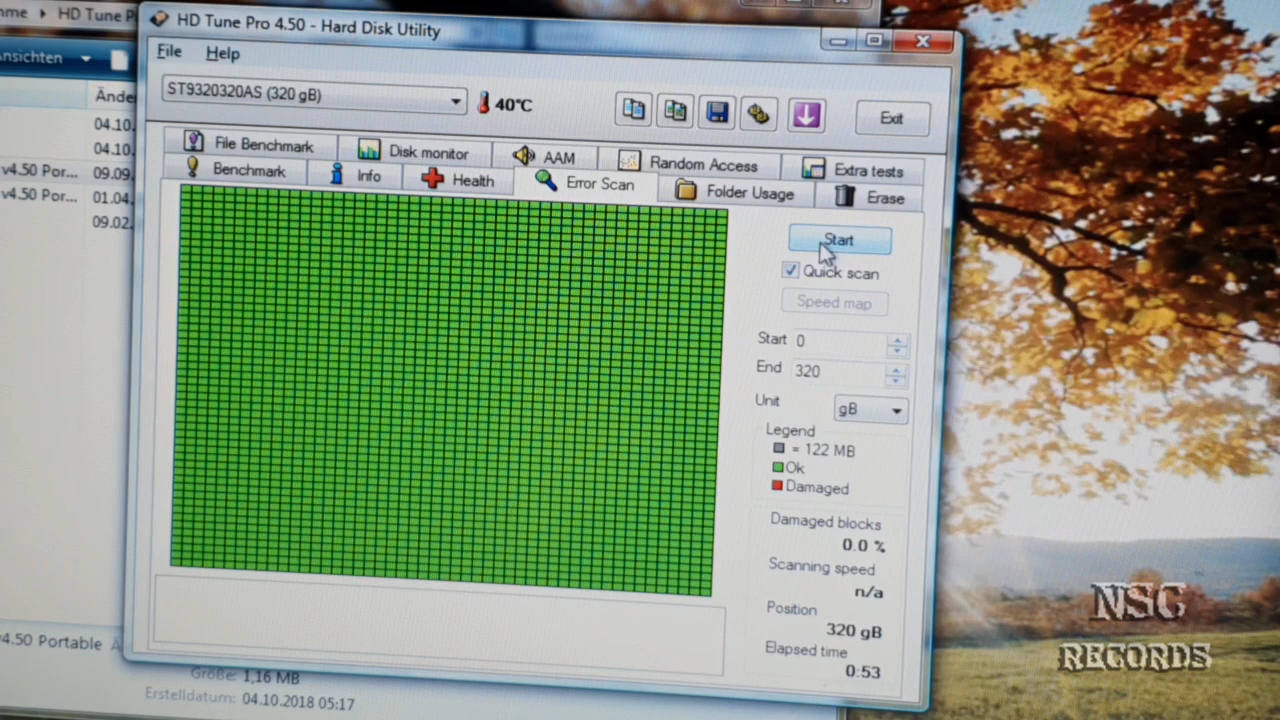 HD Tune P
HD Tune Pro 4.50 - Hard Disk Utility
File Help
Ansichten
ST9320320AS (320 gB)
40°C
Exit
Ände
04.10.
04.10.
v4.50 Por... 09.09.
v4.50 Por... 01.04.
09.02.
File Benchmark Disk monitor AAM Random Access Extra tests
Benchmark Info Health Error Scan Folder Usage Erase
Start
Quick scan
Speed map
Start 0
End 320
Unit gB
Legend
= 122 MB
Ok
Damaged
Damaged blocks
0.0 %
Scanning speed
n/a
Position
320 gB
Elapsed time
0:53
v4.50 Portable
Größe: 1,16 MB
Erstelldatum: 04.10.2018 05:17
NSG
RECORDS